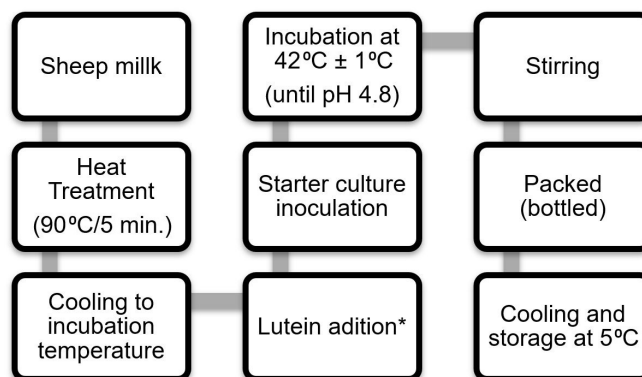 Sheep millk
Heat
Treatment
(90ºC/5 min.)
Cooling to
incubation
temperature
Lutein adition*
Starter culture
inoculation
Incubation at
42ºC ± 1ºC
(until pH 4.8)
Stirring
Packed
(bottled)
Cooling and
storage at 5ºC